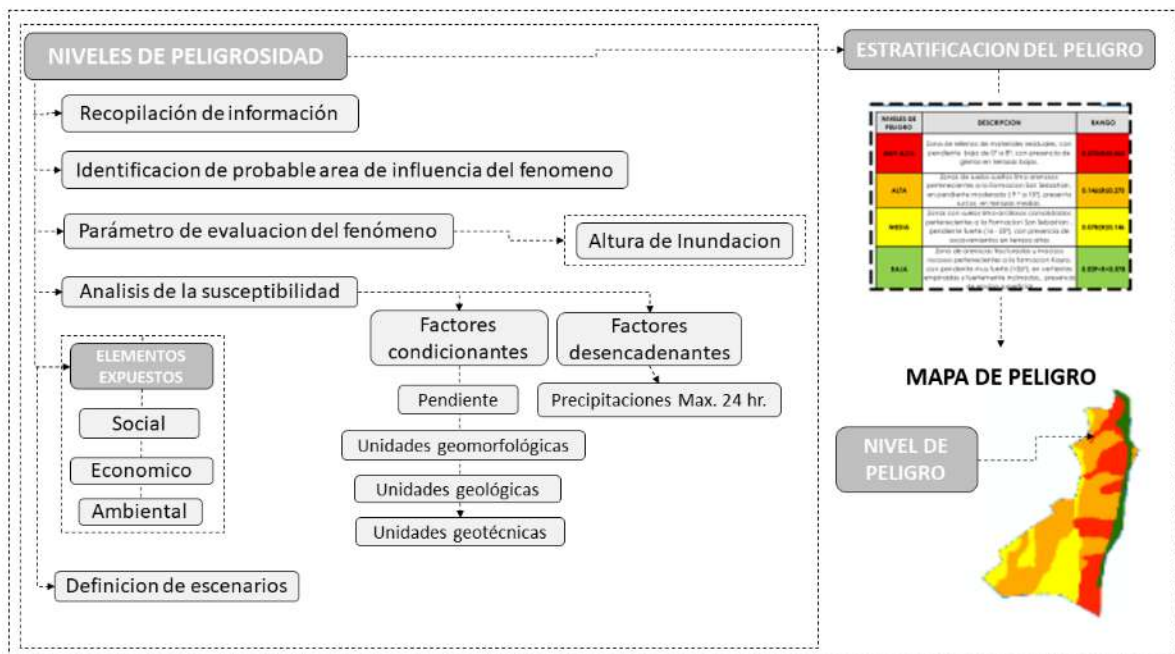 NIVELES DE PELIGROSIDAD
Recopilación de información
Identificacion de probable area de influencia del fenomeno
Parámetro de evaluacion del fenómeno
Altura de Inundacion
Analisis de la susceptibilidad
Factores
condicionantes
Pendiente
Unidades geomorfológicas
Unidades geológicas
Unidades geotécnicas
Factores
desencadenantes
Precipitaciones Max. 24 hr.
ELEMENTOS
EXPUESTOS
Social
Economico
Ambiental
Definicion de escenarios
ESTRATIFICACION DEL PELIGRO
NIVELES DE
PELIGRO
DESCRIPCION
RANGO
ALTA
MEDIA
BAJA
MAPA DE PELIGRO
NIVEL DE
PELIGRO